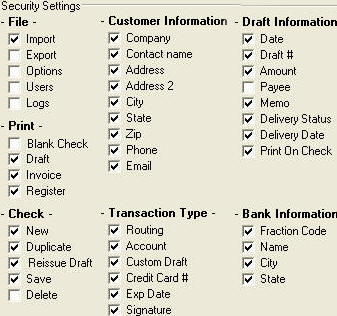 Security Settings
- File -
Import
Export
Options
Users
Logs
- Print -
Blank Check
Draft
Invoice
Register
- Check -
New
Duplicate
Reissue Draft
Save
Delete
- Customer Information
Company
Contact name
Address
Address 2
City
State
Zip
Phone
Email
- Transaction Type -
Routing
Account
Custom Draft
Credit Card #
Exp Date
Signature
- Draft Information
Date
Draft #
Amount
Payee
Memo
Delivery Status
Delivery Date
Print On Check
- Bank Information
Fraction Code
Name
City
State